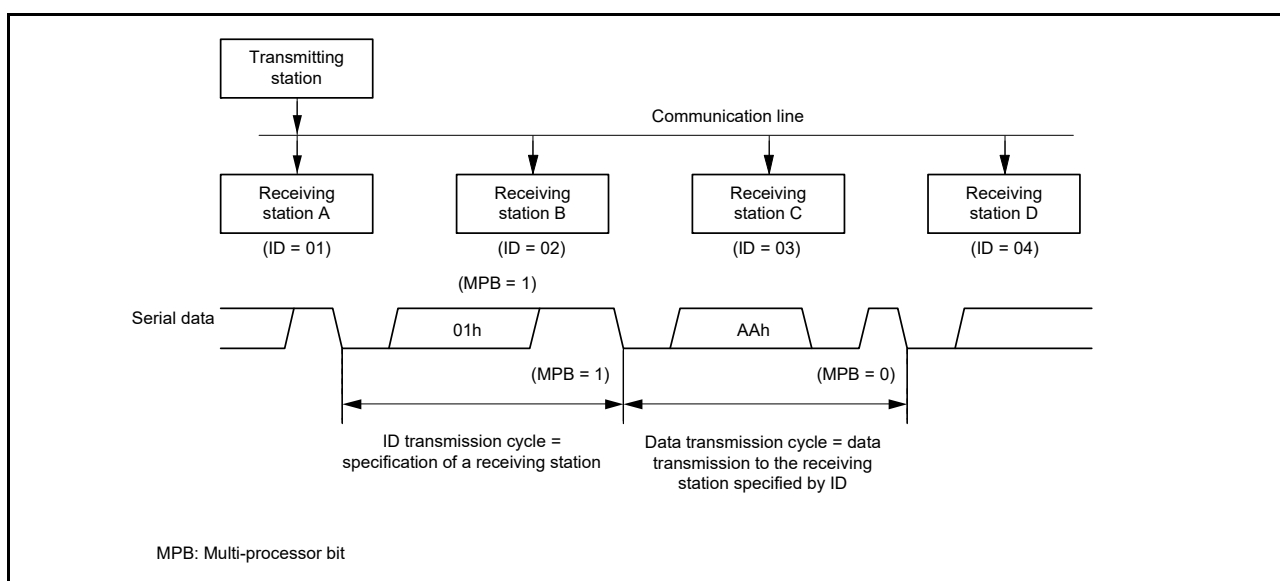 Transmitting
station
Communication line
Receiving
station A
Receiving
station B
Receiving
station C
Receiving
station D
(ID = 01)
(ID = 02)
(ID = 03)
(ID = 04)
(MPB = 1)
Serial data
01h
AAh
(MPB = 1)
(MPB = 0)
ID transmission cycle =
specification of a receiving station
Data transmission cycle = data
transmission to the receiving
station specified by ID
MPB: Multi-processor bit